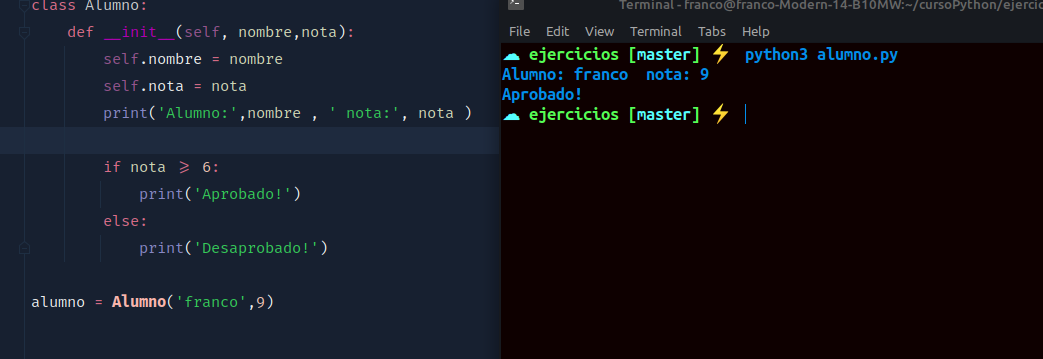 class Alumno:
def __init__(self, nombre,nota):
self.nombre = nombre
self.nota = nota
print('Alumno:',nombre , ' nota:', nota )
if nota ⩾ 6:
print('Aprobado!')
else:
print('Desaprobado!')
alumno = Alumno('franco',9)
Terminal - franco@franco-Modern-14-B10MW:~/cursoPython/ejercic
File Edit View Terminal Tabs Help
ejercicios [master] ⚡ python3 alumno.py
Alumno: franco  nota: 9
Aprobado!
ejercicios [master] ⚡